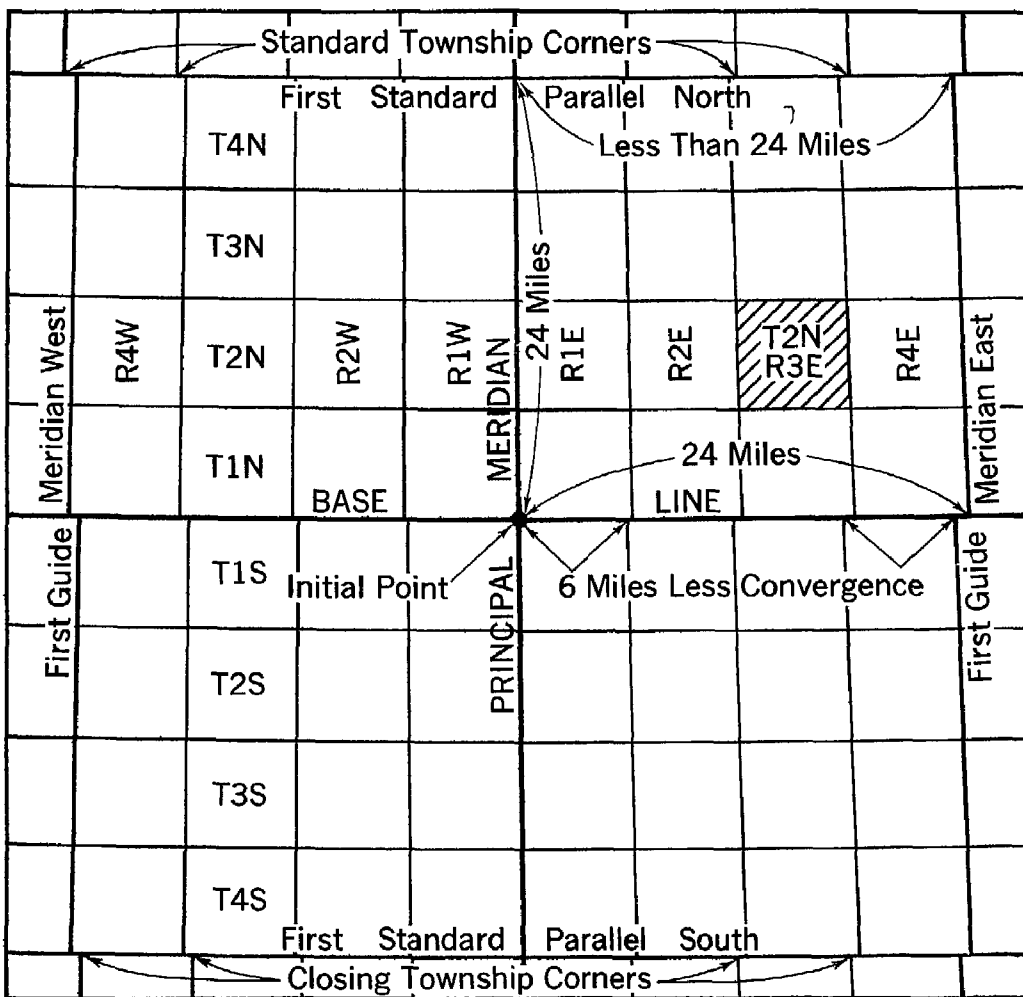 Standard Township Corners
First Standard Parallel North
Less Than 24 Miles
T4N
T3N
24 Miles
Meridian West
R4W
T2N
R2W
R1W
MERIDIAN
R1E
R2E
T2N
R3E
R4E
Meridian East
T1N
24 Miles
BASE LINE
First Guide
T1S
Initial Point
PRINCIPAL
6 Miles Less Convergence
First Guide
T2S
T3S
T4S
First Standard Parallel South
Closing Township Corners